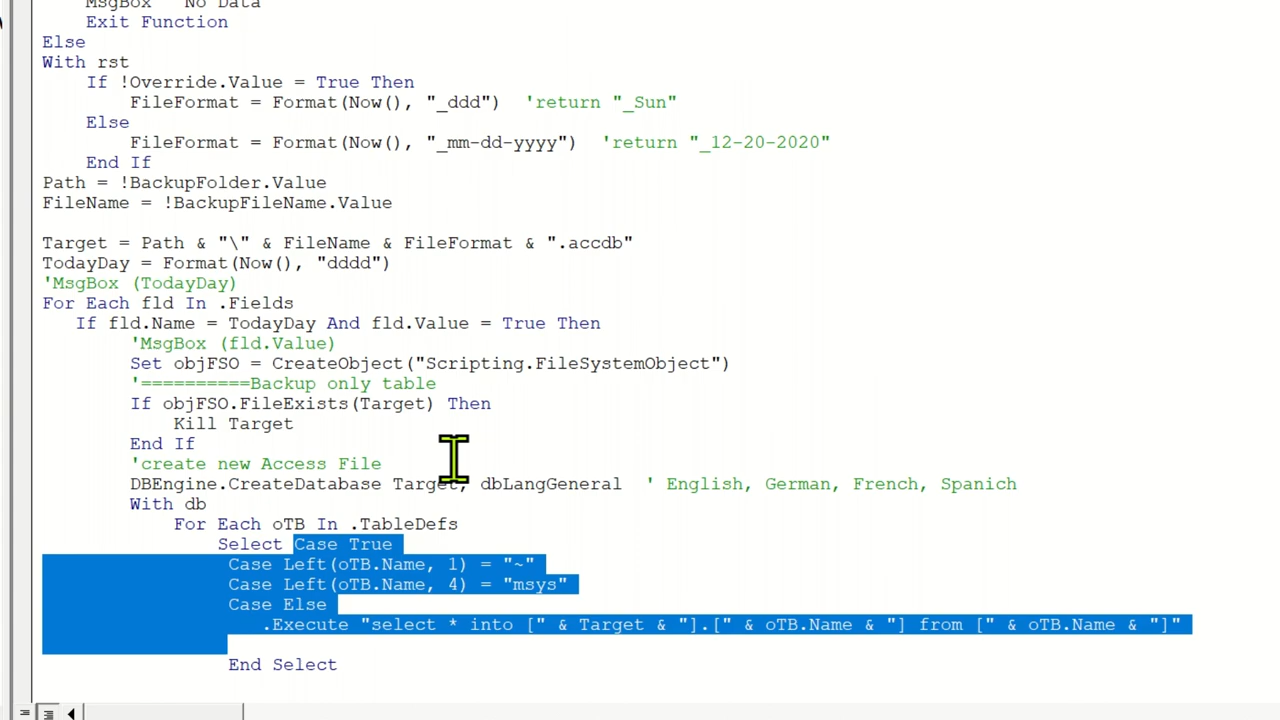 MsgBox "No Data
Exit Function
Else
With rst
If !Override.Value = True Then
FileFormat = Format(Now(), "_ddd") 'return "_Sun"
Else
FileFormat = Format(Now(), "_mm-dd-yyyy") 'return "_12-20-2020"
End If
Path = !BackupFolder.Value
FileName = !BackupFileName.Value
Target = Path & "\" & FileName & FileFormat & ".accdb"
TodayDay = Format(Now(), "dddd")
'MsgBox (TodayDay)
For Each fld In .Fields
If fld.Name = TodayDay And fld.Value = True Then
'MsgBox (fld.Value)
Set objFSO = CreateObject("Scripting.FileSystemObject")
'==========Backup only table
If objFSO.FileExists(Target) Then
Kill Target
End If
'create new Access File
DBEngine.CreateDatabase Target, dbLangGeneral ' English, German, French, Spanich
With db
For Each oTB In .TableDefs
Select Case True
Case Left(oTB.Name, 1) = "~"
Case Left(oTB.Name, 4) = "msys"
Case Else
.Execute "select * into [" & Target & "].[" & oTB.Name & "] from [" & oTB.Name & "]"
End Select